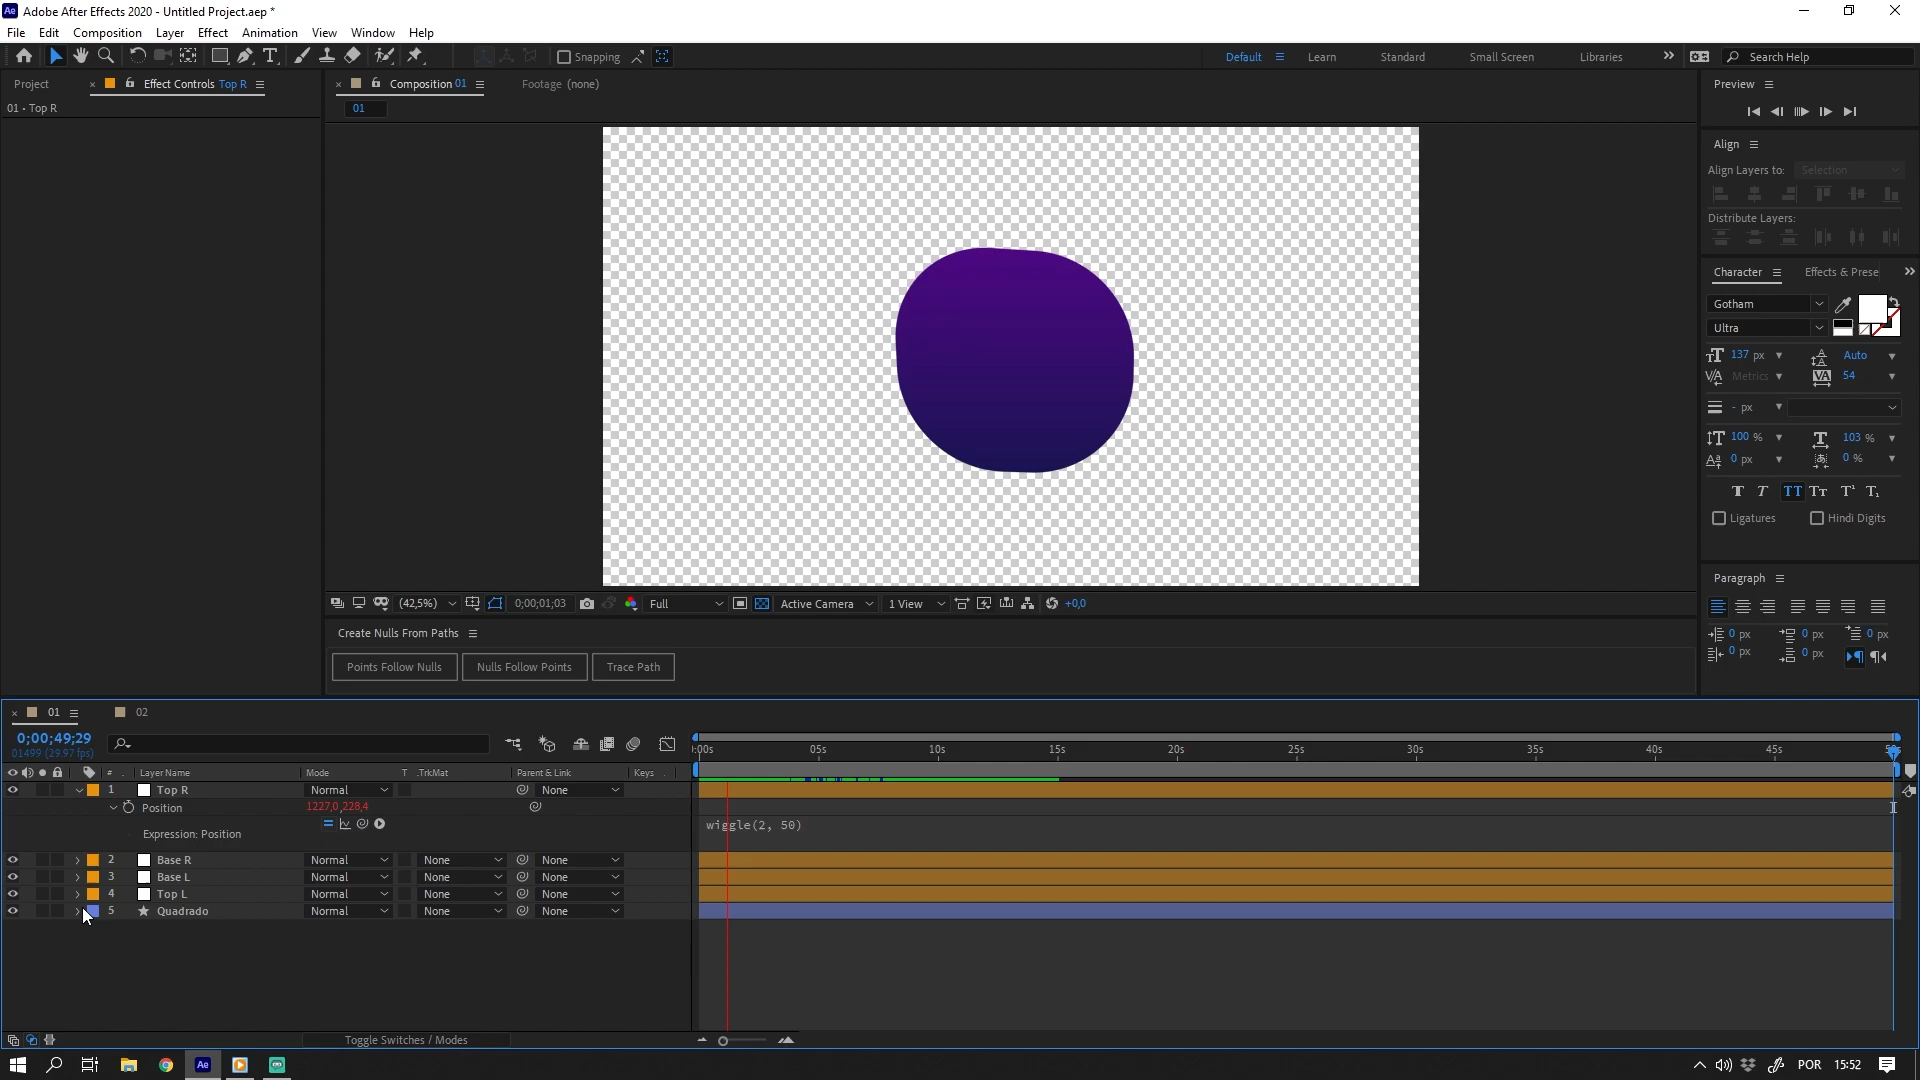 Ae Adobe After Effects 2020 - Untitled Project.aep *
File Edit Composition Layer Effect Animation View Window Help
Snapping
Default Learn Standard Small Screen Libraries Search Help
Project Effect Controls Top R
01 • Top R
Composition 01 Footage (none)
01
Preview
Align
Align Layers to: Selection
Distribute Layers:
Character Effects & Prese
Gotham
Ultra
137 px Auto
Metrics 54
- px
100 % 103 %
0 px 0 %
T T TT Tт T¹ T₁
Ligatures Hindi Digits
Paragraph
0 px 0 px 0 px
0 px 0 px
(42,5%) 0;00;01;03 Full Active Camera 1 View +0,0
Create Nulls From Paths
Points Follow Nulls Nulls Follow Points Trace Path
01 02
0;00;49;29
01499 (29.97 fps)
:00s 05s 10s 15s 20s 25s 30s 35s 40s 45s
# Layer Name Mode T .TrkMat Parent & Link Keys
1 Top R Normal None
Position 1227,0,228,4
Expression: Position wiggle(2, 50)
2 Base R Normal None None
3 Base L Normal None None
4 Top L Normal None None
5 Quadrado Normal None None
Toggle Switches / Modes
Ae POR 15:52